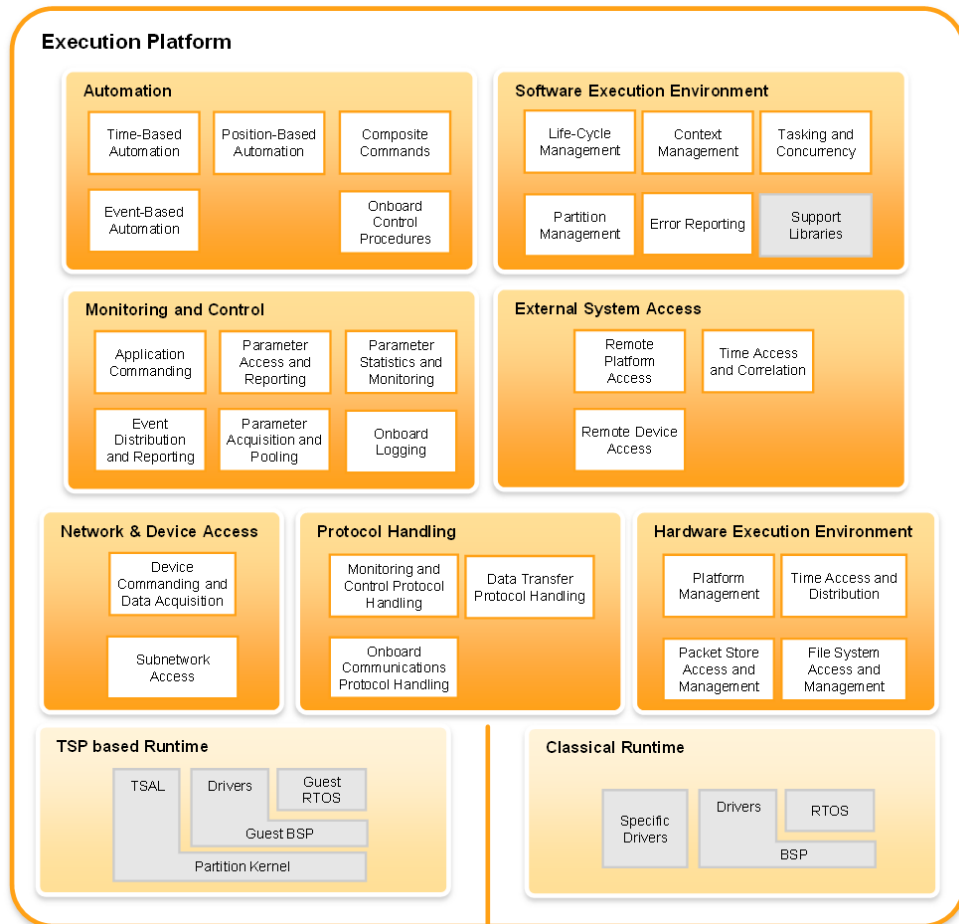 Execution Platform
Automation
Time-Based
Automation
Position-Based
Automation
Composite
Commands
Event-Based
Automation
Onboard
Control
Procedures
Software Execution Environment
Life-Cycle
Management
Context
Management
Tasking and
Concurrency
Partition
Management
Error Reporting
Support
Libraries
Monitoring and Control
Application
Commanding
Parameter
Access and
Reporting
Parameter
Statistics and
Monitoring
Event
Distribution
and Reporting
Parameter
Acquisition and
Pooling
Onboard
Logging
External System Access
Remote
Platform
Access
Time Access
and Correlation
Remote Device
Access
Network & Device Access
Device
Commanding and
Data Acquisition
Subnetwork
Access
Protocol Handling
Monitoring and
Control Protocol
Handling
Data Transfer
Protocol Handling
Onboard
Communications
Protocol Handling
Hardware Execution Environment
Platform
Management
Time Access and
Distribution
Packet Store
Access and
Management
File System
Access and
Management
TSP based Runtime
TSAL
Drivers
Guest
RTOS
Guest BSP
Partition Kernel
Classical Runtime
Specific
Drivers
Drivers
RTOS
BSP